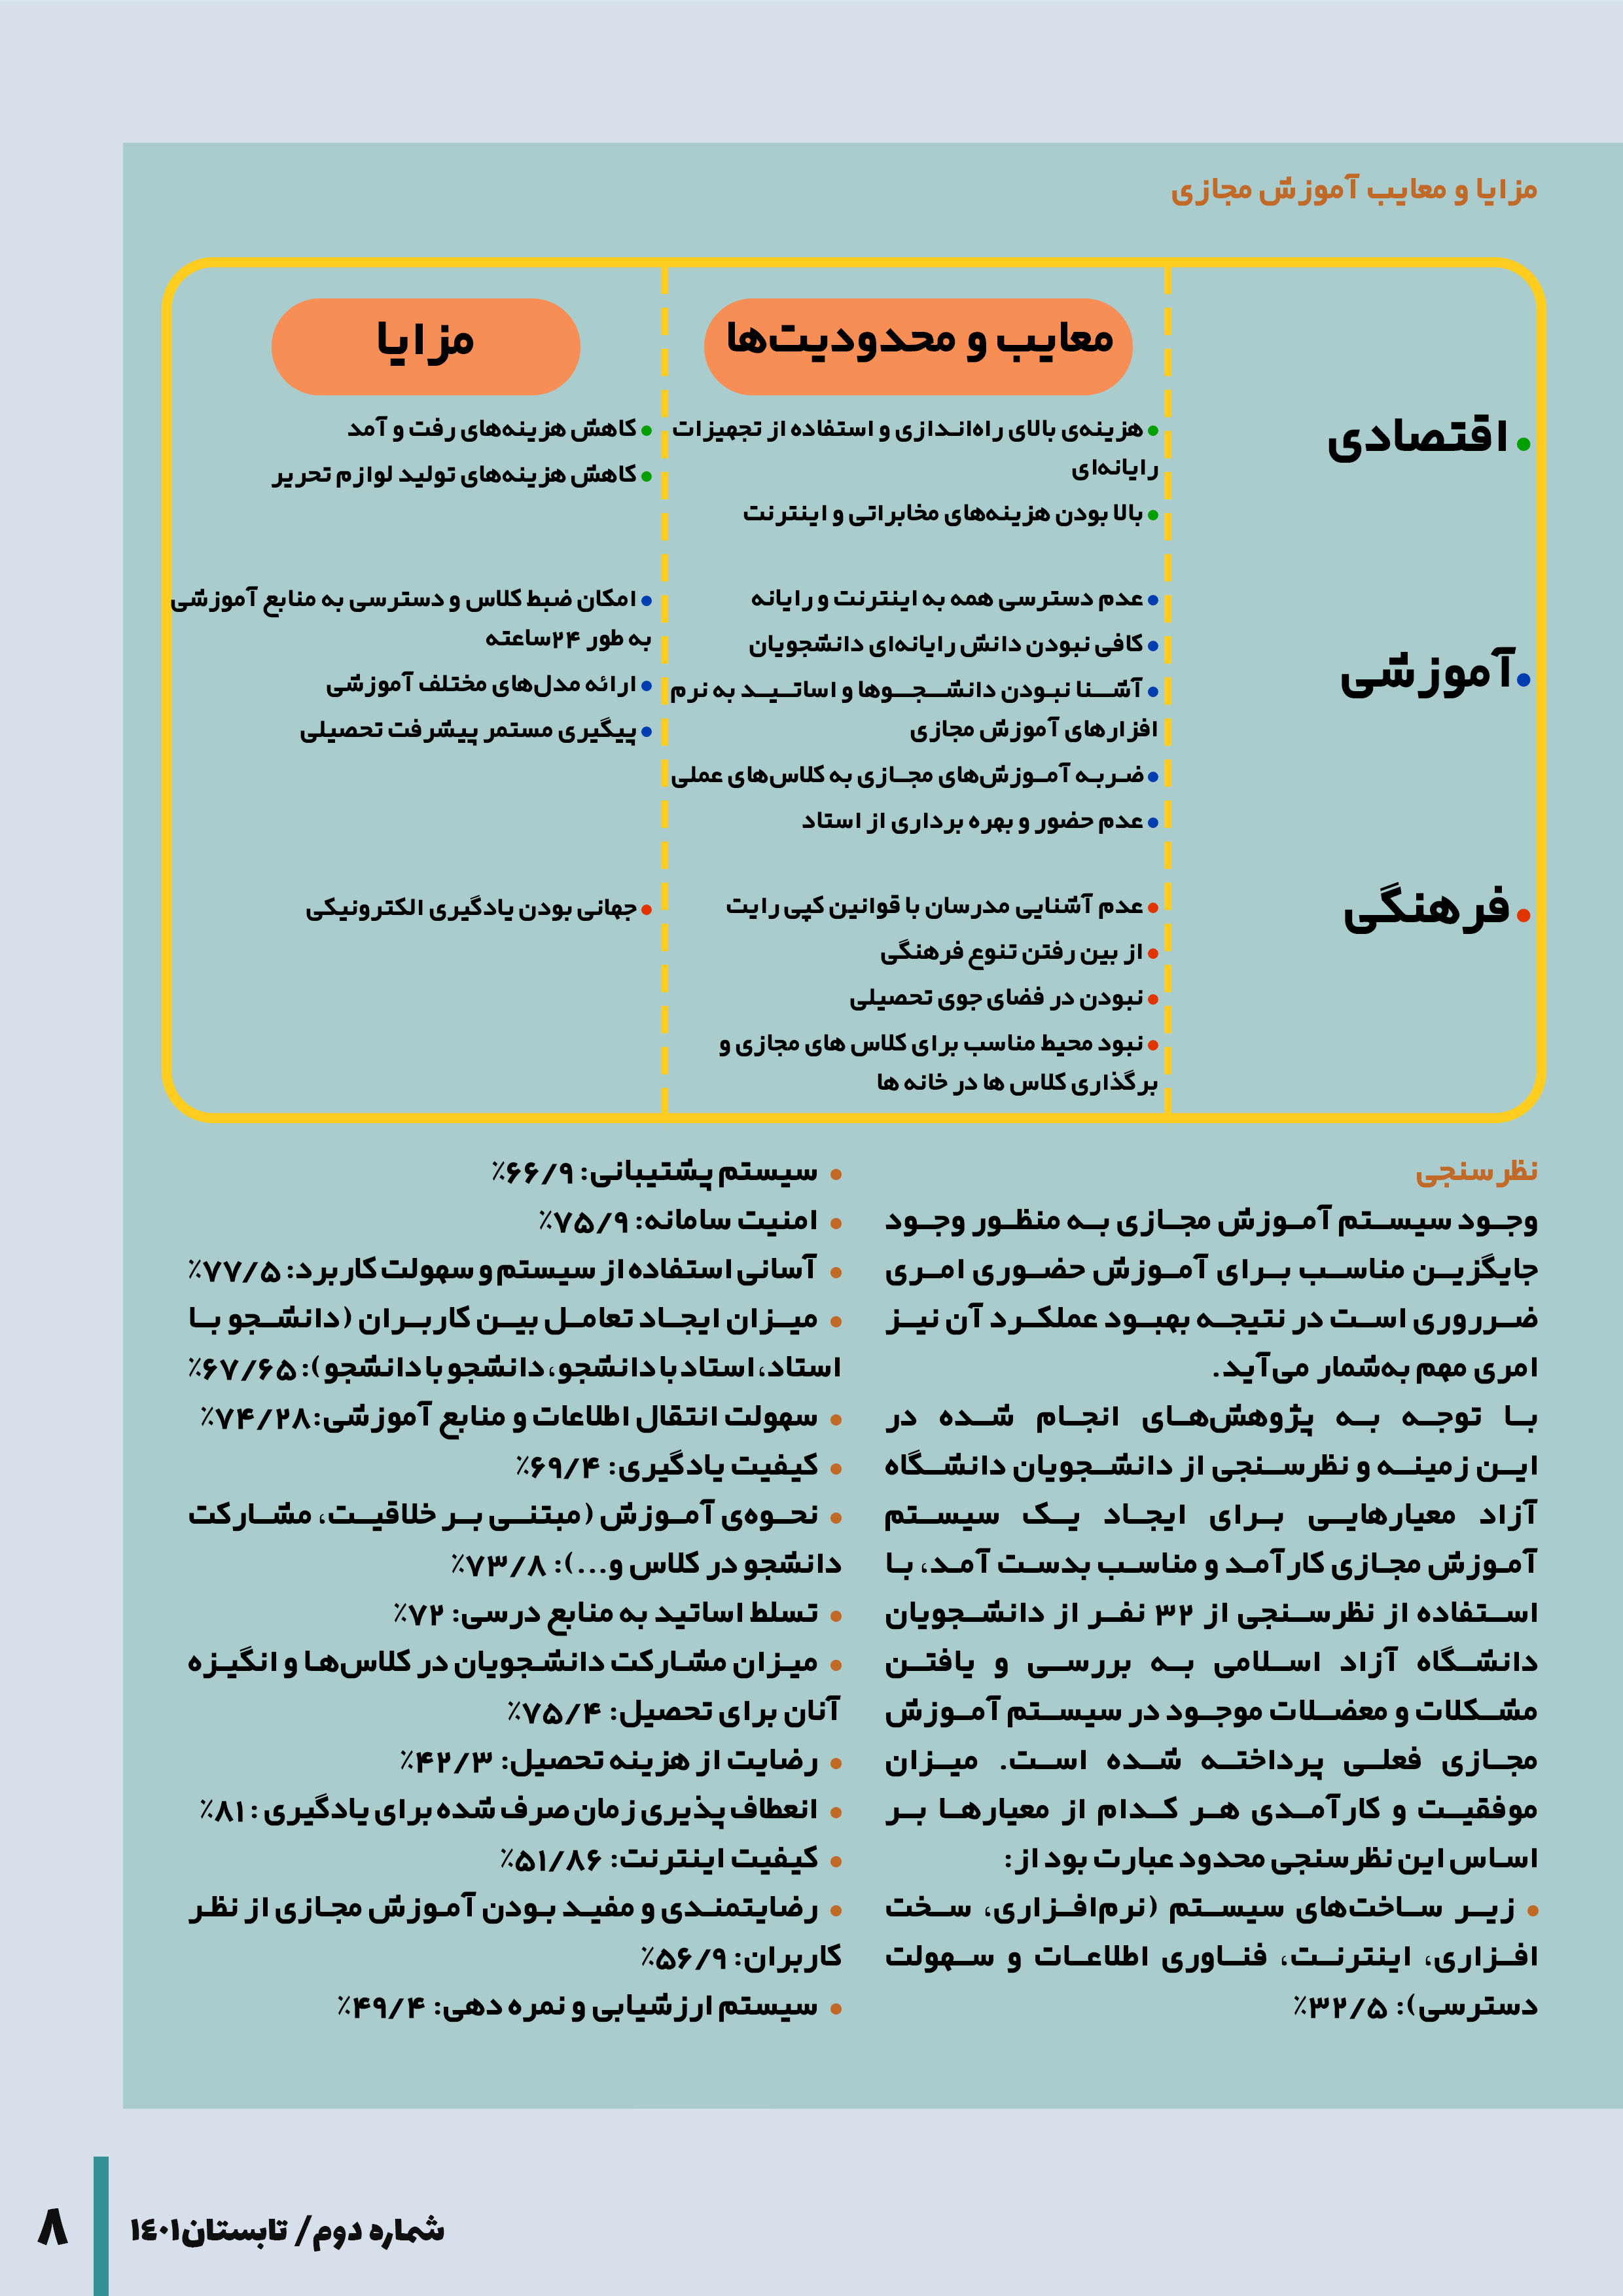 مزایا و معایب آموزش مجازی
معایب و محدودیت‌ها
مزایا
• اقتصادی
• هزینه‌ی بالای راه‌اندازی و استفاده از تجهیزات
رایانه‌ای
• بالا بودن هزینه‌های مخابراتی و اینترنت
• کاهش هزینه‌های رفت و آمد
• کاهش هزینه‌های تولید لوازم تحریر
• آموزشی
• عدم دسترسی همه به اینترنت و رایانه
• کافی نبودن دانش رایانه‌ای دانشجویان
• آشنا نبودن دانشجوها و اساتید به نرم
افزارهای آموزش مجازی
• ضربه آموزش‌های مجازی به کلاس‌های عملی
• عدم حضور و بهره برداری از استاد
• امکان ضبط کلاس و دسترسی به منابع آموزشی
به طور ۲۴ساعته
• ارائه مدل‌های مختلف آموزشی
• پیگیری مستمر پیشرفت تحصیلی
• فرهنگی
• عدم آشنایی مدرسان با قوانین کپی رایت
• از بین رفتن تنوع فرهنگی
• نبودن در فضای جوی تحصیلی
• نبود محیط مناسب برای کلاس های مجازی و
برگذاری کلاس ها در خانه ها
• جهانی بودن یادگیری الکترونیکی
نظرسنجی
وجود سیستم آموزش مجازی به منظور وجود
جایگزین مناسب برای آموزش حضوری امری
ضرروری است در نتیجه بهبود عملکرد آن نیز
امری مهم به‌شمار می‌آید.
با توجه به پژوهش‌های انجام شده در
این زمینه و نظرسنجی از دانشجویان دانشگاه
آزاد معیارهایی برای ایجاد یک سیستم
آموزش مجازی کارآمد و مناسب بدست آمد، با
استفاده از نظرسنجی از ۳۲ نفر از دانشجویان
دانشگاه آزاد اسلامی به بررسی و یافتن
مشکلات و معضلات موجود در سیستم آموزش
مجازی فعلی پرداخته شده است. میزان
موفقیت و کارآمدی هر کدام از معیارها بر
اساس این نظرسنجی محدود عبارت بود از:
• زیر ساخت‌های سیستم (نرم‌افزاری، سخت
افزاری، اینترنت، فناوری اطلاعات و سهولت
دسترسی): ۳۲/۵٪
• سیستم پشتیبانی: ۶۶/۹٪
• امنیت سامانه: ۷۵/۹٪
• آسانی استفاده از سیستم و سهولت کاربرد: ۷۷/۵٪
• میزان ایجاد تعامل بین کاربران (دانشجو با
استاد، استاد با دانشجو، دانشجو با دانشجو): ۶۷/۶۵٪
• سهولت انتقال اطلاعات و منابع آموزشی:۷۴/۲۸٪
• کیفیت یادگیری: ۶۹/۴٪
• نحوه‌ی آموزش (مبتنی بر خلاقیت، مشارکت
دانشجو در کلاس و...): ۷۳/۸٪
• تسلط اساتید به منابع درسی: ۷۲٪
• میزان مشارکت دانشجویان در کلاس‌ها و انگیزه
آنان برای تحصیل: ۷۵/۴٪
• رضایت از هزینه تحصیل: ۴۲/۳٪
• انعطاف پذیری زمان صرف شده برای یادگیری:۸۱٪
• کیفیت اینترنت: ۵۱/۸۶٪
• رضایتمندی و مفید بودن آموزش مجازی از نظر
کاربران: ۵۶/۹٪
• سیستم ارزشیابی و نمره دهی: ۴۹/۴٪
شماره دوم/ تابستان۱٤۰۱
۸